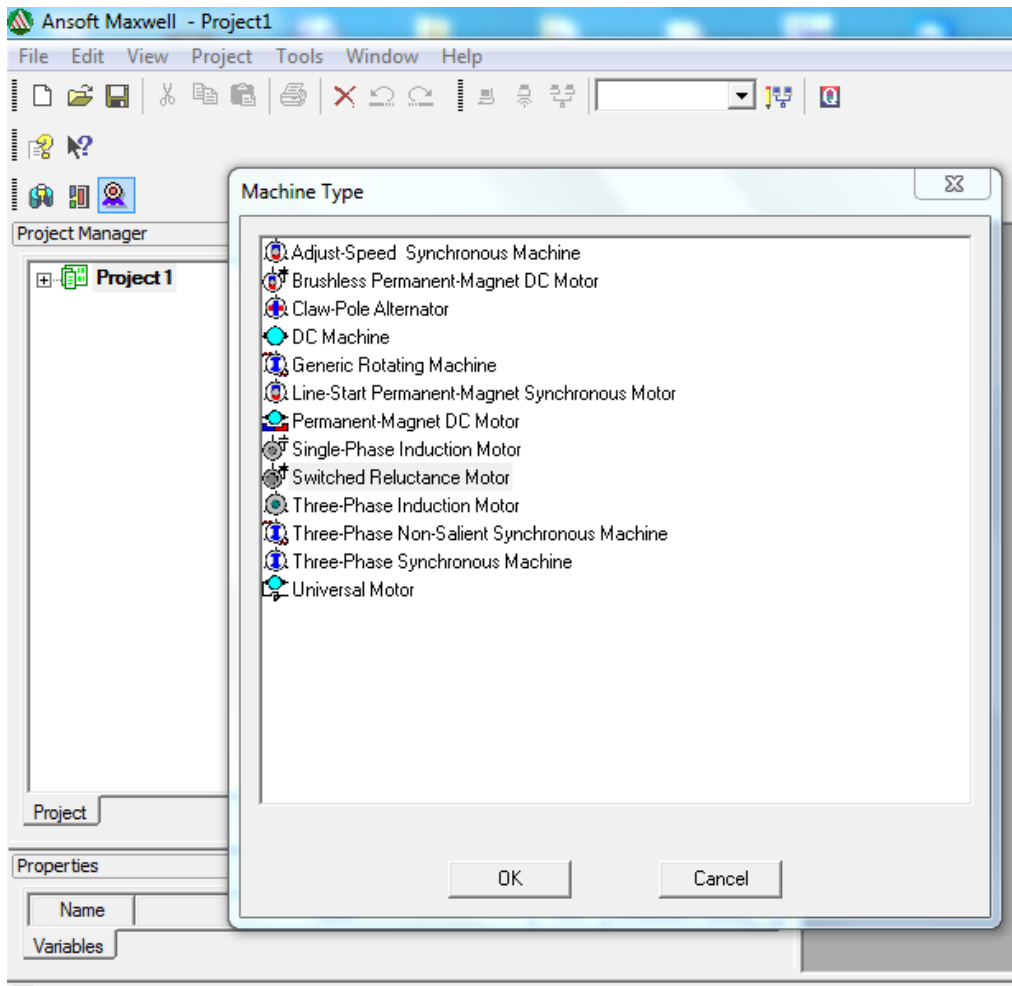 Ansoft Maxwell - Project1
File Edit View Project Tools Window Help
Machine Type
Project Manager
Project1
Adjust-Speed Synchronous Machine
Brushless Permanent-Magnet DC Motor
Claw-Pole Alternator
DC Machine
Generic Rotating Machine
Line-Start Permanent-Magnet Synchronous Motor
Permanent-Magnet DC Motor
Single-Phase Induction Motor
Switched Reluctance Motor
Three-Phase Induction Motor
Three-Phase Non-Salient Synchronous Machine
Three-Phase Synchronous Machine
Universal Motor
Project
Properties
OK Cancel
Name
Variables